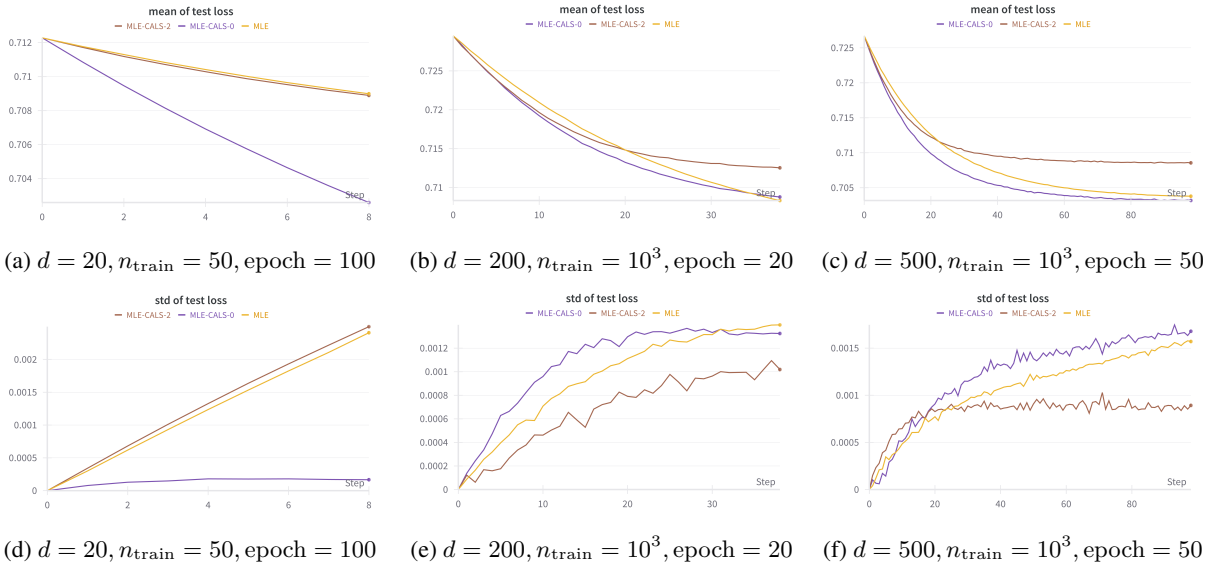 mean of test loss
MLE-CALS-2 MLE-CALS-0 MLE
0.712
0.71
0.708
0.706
0.704
Step
0 2 4 6 8
mean of test loss
MLE-CALS-0 MLE-CALS-2 MLE
0.725
0.72
0.715
0.71
Step
0 10 20 30
mean of test loss
MLE-CALS-0 MLE-CALS-2 MLE
0.725
0.72
0.715
0.71
0.705
Step
0 20 40 60 80
(a) d = 20, n_train = 50, epoch = 100
(b) d = 200, n_train = 10³, epoch = 20
(c) d = 500, n_train = 10³, epoch = 50
std of test loss
MLE-CALS-2 MLE-CALS-0 MLE
0.002
0.0015
0.001
0.0005
0
Step
0 2 4 6 8
std of test loss
MLE-CALS-0 MLE-CALS-2 MLE
0.0012
0.001
0.0008
0.0006
0.0004
0.0002
0
Step
0 10 20 30
std of test loss
MLE-CALS-0 MLE-CALS-2 MLE
0.0015
0.001
0.0005
0
Step
0 20 40 60 80
(d) d = 20, n_train = 50, epoch = 100
(e) d = 200, n_train = 10³, epoch = 20
(f) d = 500, n_train = 10³, epoch = 50